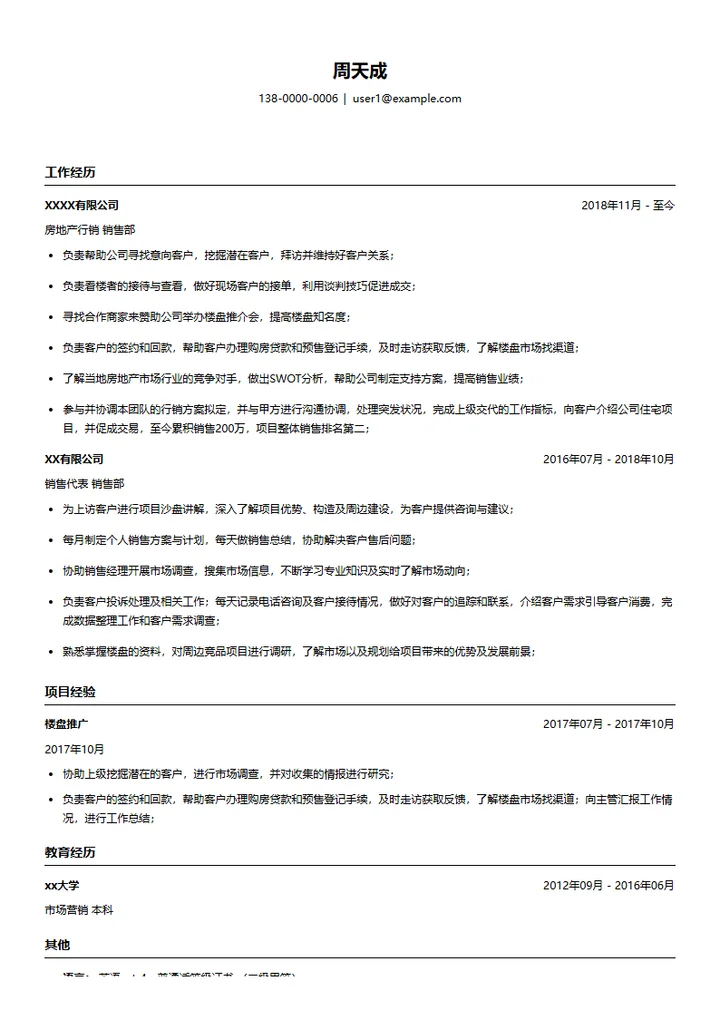 周天成
138-0000-0006 | user1@example.com
工作经历
XXXX有限公司 2018年11月 - 至今
房地产行销 销售部
• 负责帮助公司寻找意向客户，挖掘潜在客户，拜访并维持好客户关系；
• 负责看楼者的接待与查看，做好现场客户的接单，利用谈判技巧促进成交；
• 寻找合作商家来赞助公司举办楼盘推介会，提高楼盘知名度；
• 负责客户的签约和回款，帮助客户办理购房贷款和预售登记手续，及时走访获取反馈，了解楼盘市场找渠道；
• 了解当地房地产市场行业的竞争对手，做出SWOT分析，帮助公司制定支持方案，提高销售业绩；
• 参与并协调本团队的行销方案拟定，并与甲方进行沟通协调，处理突发状况，完成上级交代的工作指标，向客户介绍公司住宅项
目，并促成交易，至今累积销售200万，项目整体销售排名第二；
XX有限公司 2016年07月 - 2018年10月
销售代表 销售部
• 为上访客户进行项目沙盘讲解，深入了解项目优势、构造及周边建设，为客户提供咨询与建议；
• 每月制定个人销售方案与计划，每天做销售总结，协助解决客户售后问题；
• 协助销售经理开展市场调查，搜集市场信息，不断学习专业知识及实时了解市场动向；
• 负责客户投诉处理及相关工作；每天记录电话咨询及客户接待情况，做好对客户的追踪和联系，介绍客户需求引导客户消费，完
成数据整理工作和客户需求调查；
• 熟悉掌握楼盘的资料，对周边竞品项目进行调研，了解市场以及规划给项目带来的优势及发展前景；
项目经验
楼盘推广 2017年07月 - 2017年10月
2017年10月
• 协助上级挖掘潜在的客户，进行市场调查，并对收集的情报进行研究；
• 负责客户的签约和回款，帮助客户办理购房贷款和预售登记手续，及时走访获取反馈，了解楼盘市场找渠道；向主管汇报工作情
况，进行工作总结；
教育经历
xx大学 2012年09月 - 2016年06月
市场营销 本科
其他